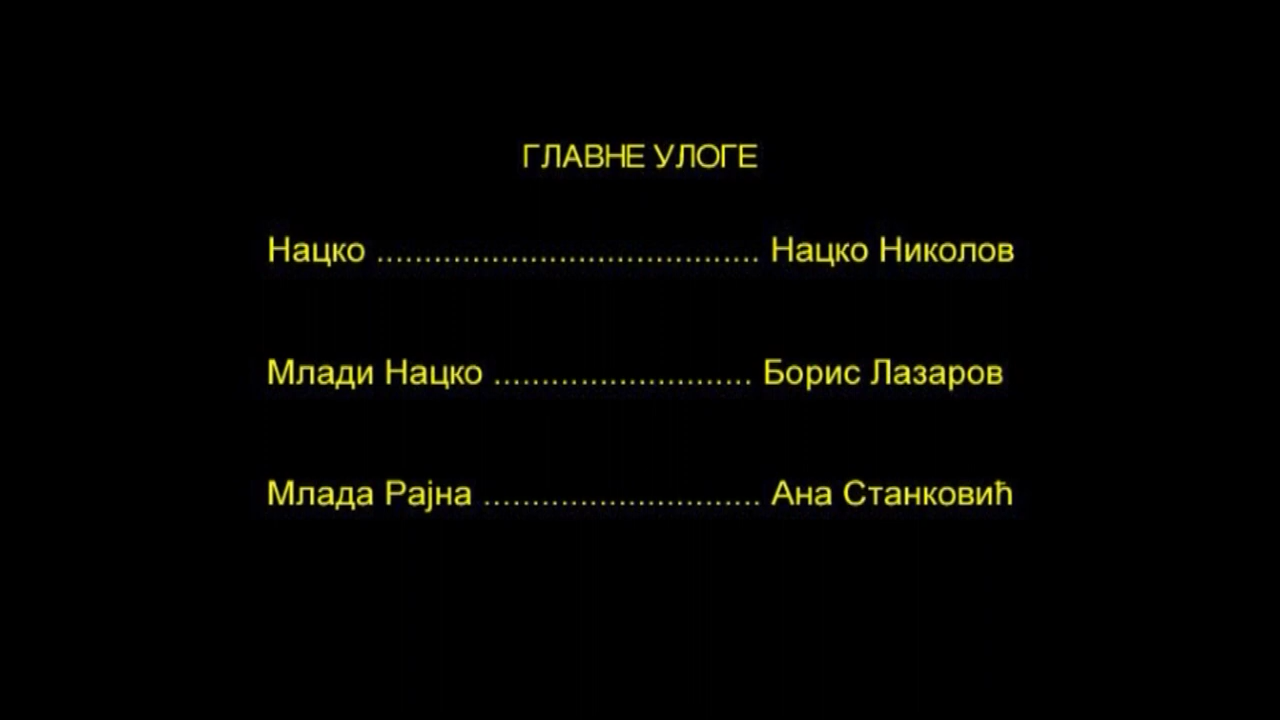 ГЛАВНЕ УЛОГЕ
Нацко ........................................ Нацко Николов
Млади Нацко ........................... Борис Лазаров
Млада Рајна ............................. Ана Станковић